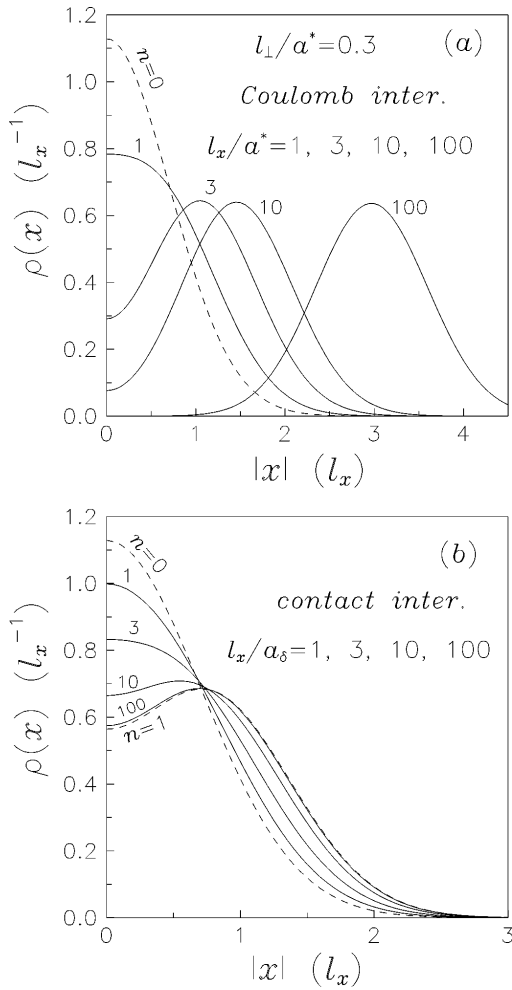 1.2
l⊥/a*=0.3 (a)
n=0
1.0
Coulomb inter.
ρ(x) (lₓ⁻¹)
0.8
1
lₓ/a*=1, 3, 10, 100
3
10
100
0.6
0.4
0.2
0.0
0 1 2 3 4
|x| (lₓ)
1.2
n=0
(b)
1.0
1
contact inter.
ρ(x) (lₓ⁻¹)
0.8
3
lₓ/a_δ=1, 3, 10, 100
10
0.6
100
n=1
0.4
0.2
0.0
0 1 2 3
|x| (lₓ)